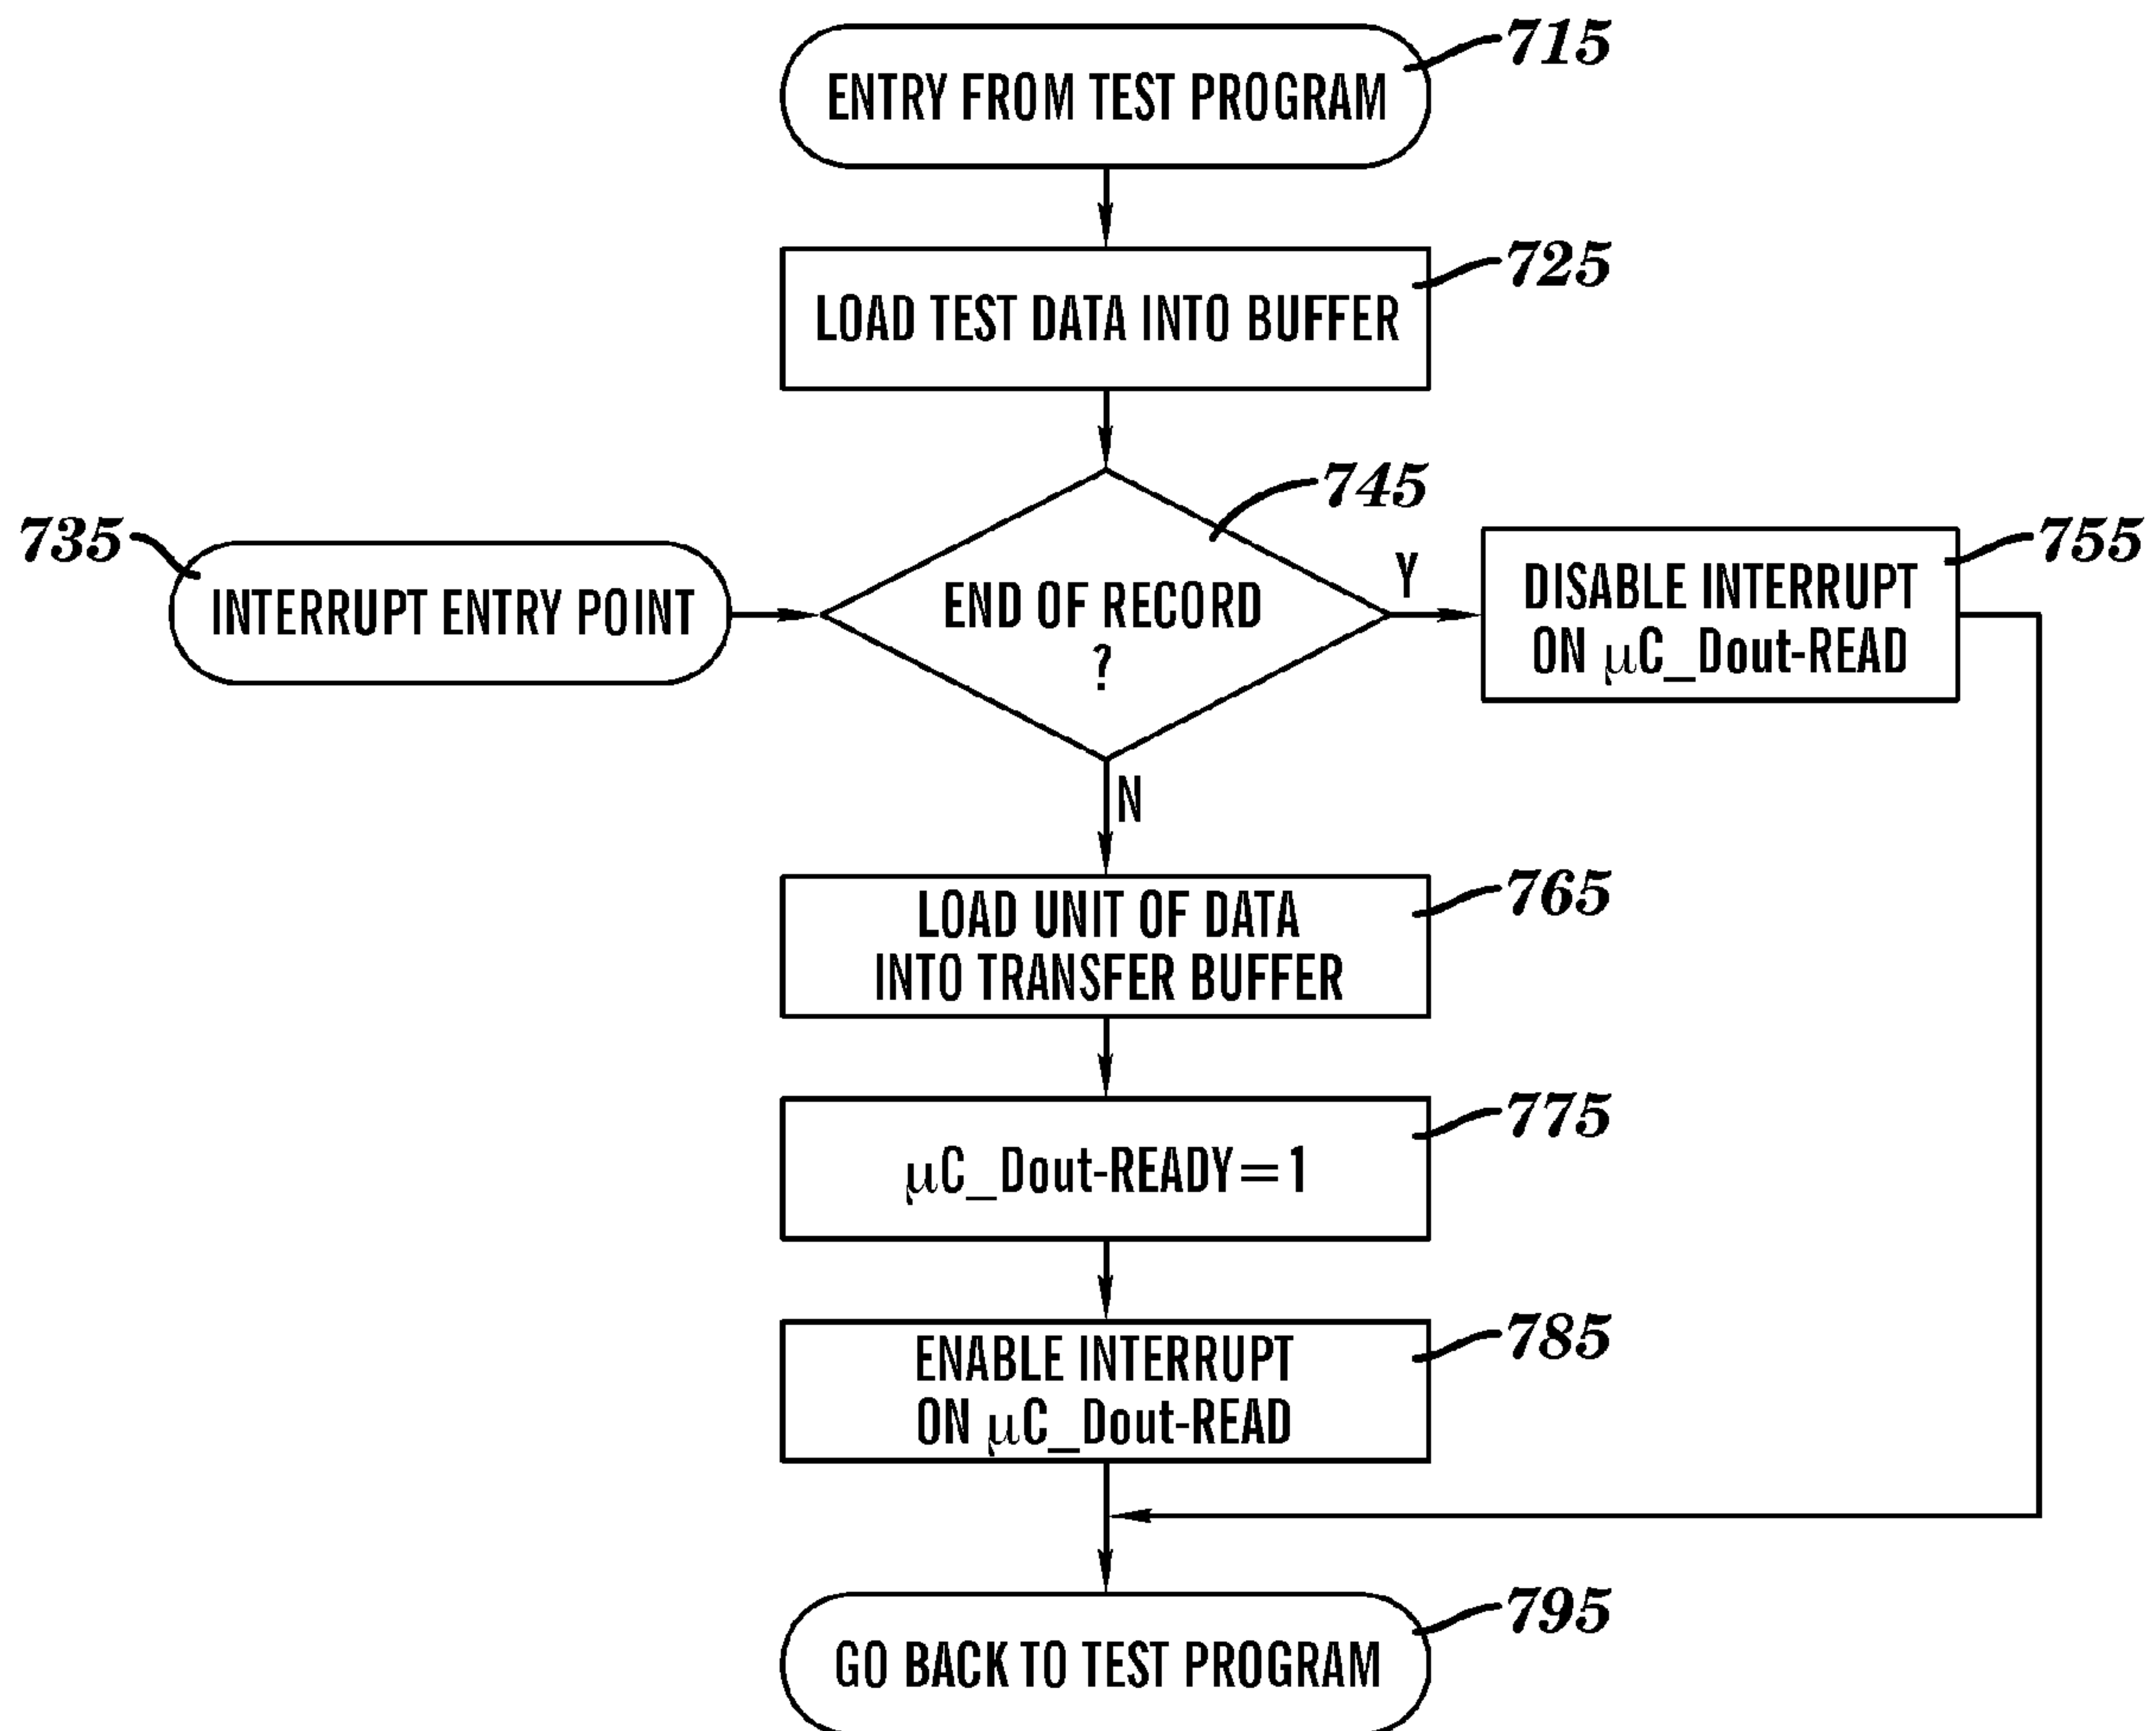 ENTRY FROM TEST PROGRAM
715
LOAD TEST DATA INTO BUFFER
725
745
735
INTERRUPT ENTRY POINT
END OF RECORD
?
Y
DISABLE INTERRUPT
ON µC_Dout-READ
755
N
LOAD UNIT OF DATA
INTO TRANSFER BUFFER
765
µC_Dout-READY=1
775
ENABLE INTERRUPT
ON µC_Dout-READ
785
GO BACK TO TEST PROGRAM
795